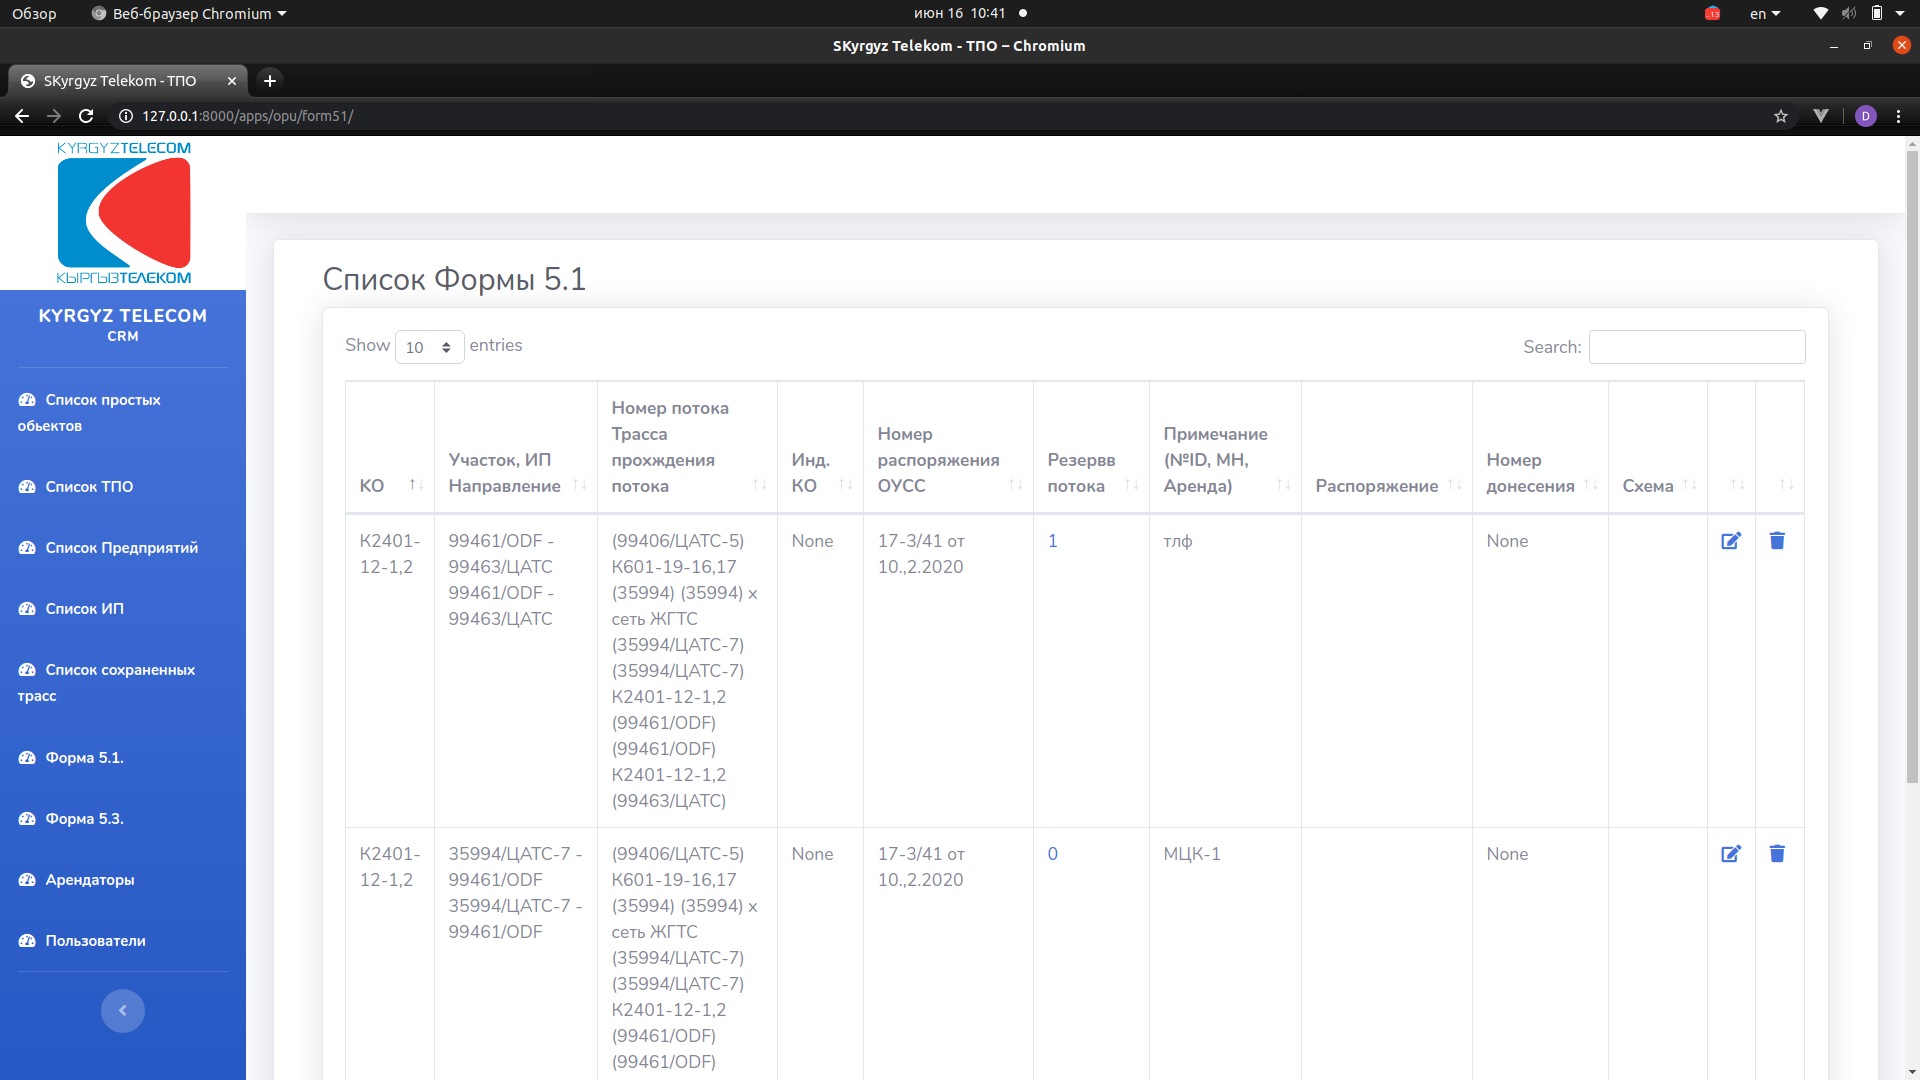 Обзор
Веб-браузер Chromium
июн 16 10:41
en
SKyrgyz Telekom - ТПО – Chromium
SKyrgyz Telekom - ТПО
127.0.0.1:8000/apps/opu/form51/
D
KYRGYZTELECOM
КЫРГЫЗТЕЛЕКОМ
KYRGYZ TELECOM
CRM
Список простых
обьектов
Список ТПО
Список Предприятий
Список ИП
Список сохраненных
трасс
Форма 5.1.
Форма 5.3.
Арендаторы
Пользователи
Список Формы 5.1
Show 10 entries
Search:
КО
Участок, ИП
Направление
Номер потока
Трасса
прохждения
потока
Инд.
КО
Номер
распоряжения
ОУСС
Резервв
потока
Примечание
(№ID, МН,
Аренда)
Распоряжение
Номер
донесения
Схема
К2401-
12-1,2
99461/ODF -
99463/ЦАТС
99461/ODF -
99463/ЦАТС
(99406/ЦАТС-5)
К601-19-16,17
(35994) (35994) х
сеть ЖГТС
(35994/ЦАТС-7)
(35994/ЦАТС-7)
К2401-12-1,2
(99461/ODF)
(99461/ODF)
К2401-12-1,2
(99463/ЦАТС)
None
17-3/41 от
10.,2.2020
1
тлф
None
К2401-
12-1,2
35994/ЦАТС-7 -
99461/ODF
35994/ЦАТС-7 -
99461/ODF
(99406/ЦАТС-5)
К601-19-16,17
(35994) (35994) х
сеть ЖГТС
(35994/ЦАТС-7)
(35994/ЦАТС-7)
К2401-12-1,2
(99461/ODF)
(99461/ODF)
None
17-3/41 от
10.,2.2020
0
МЦК-1
None